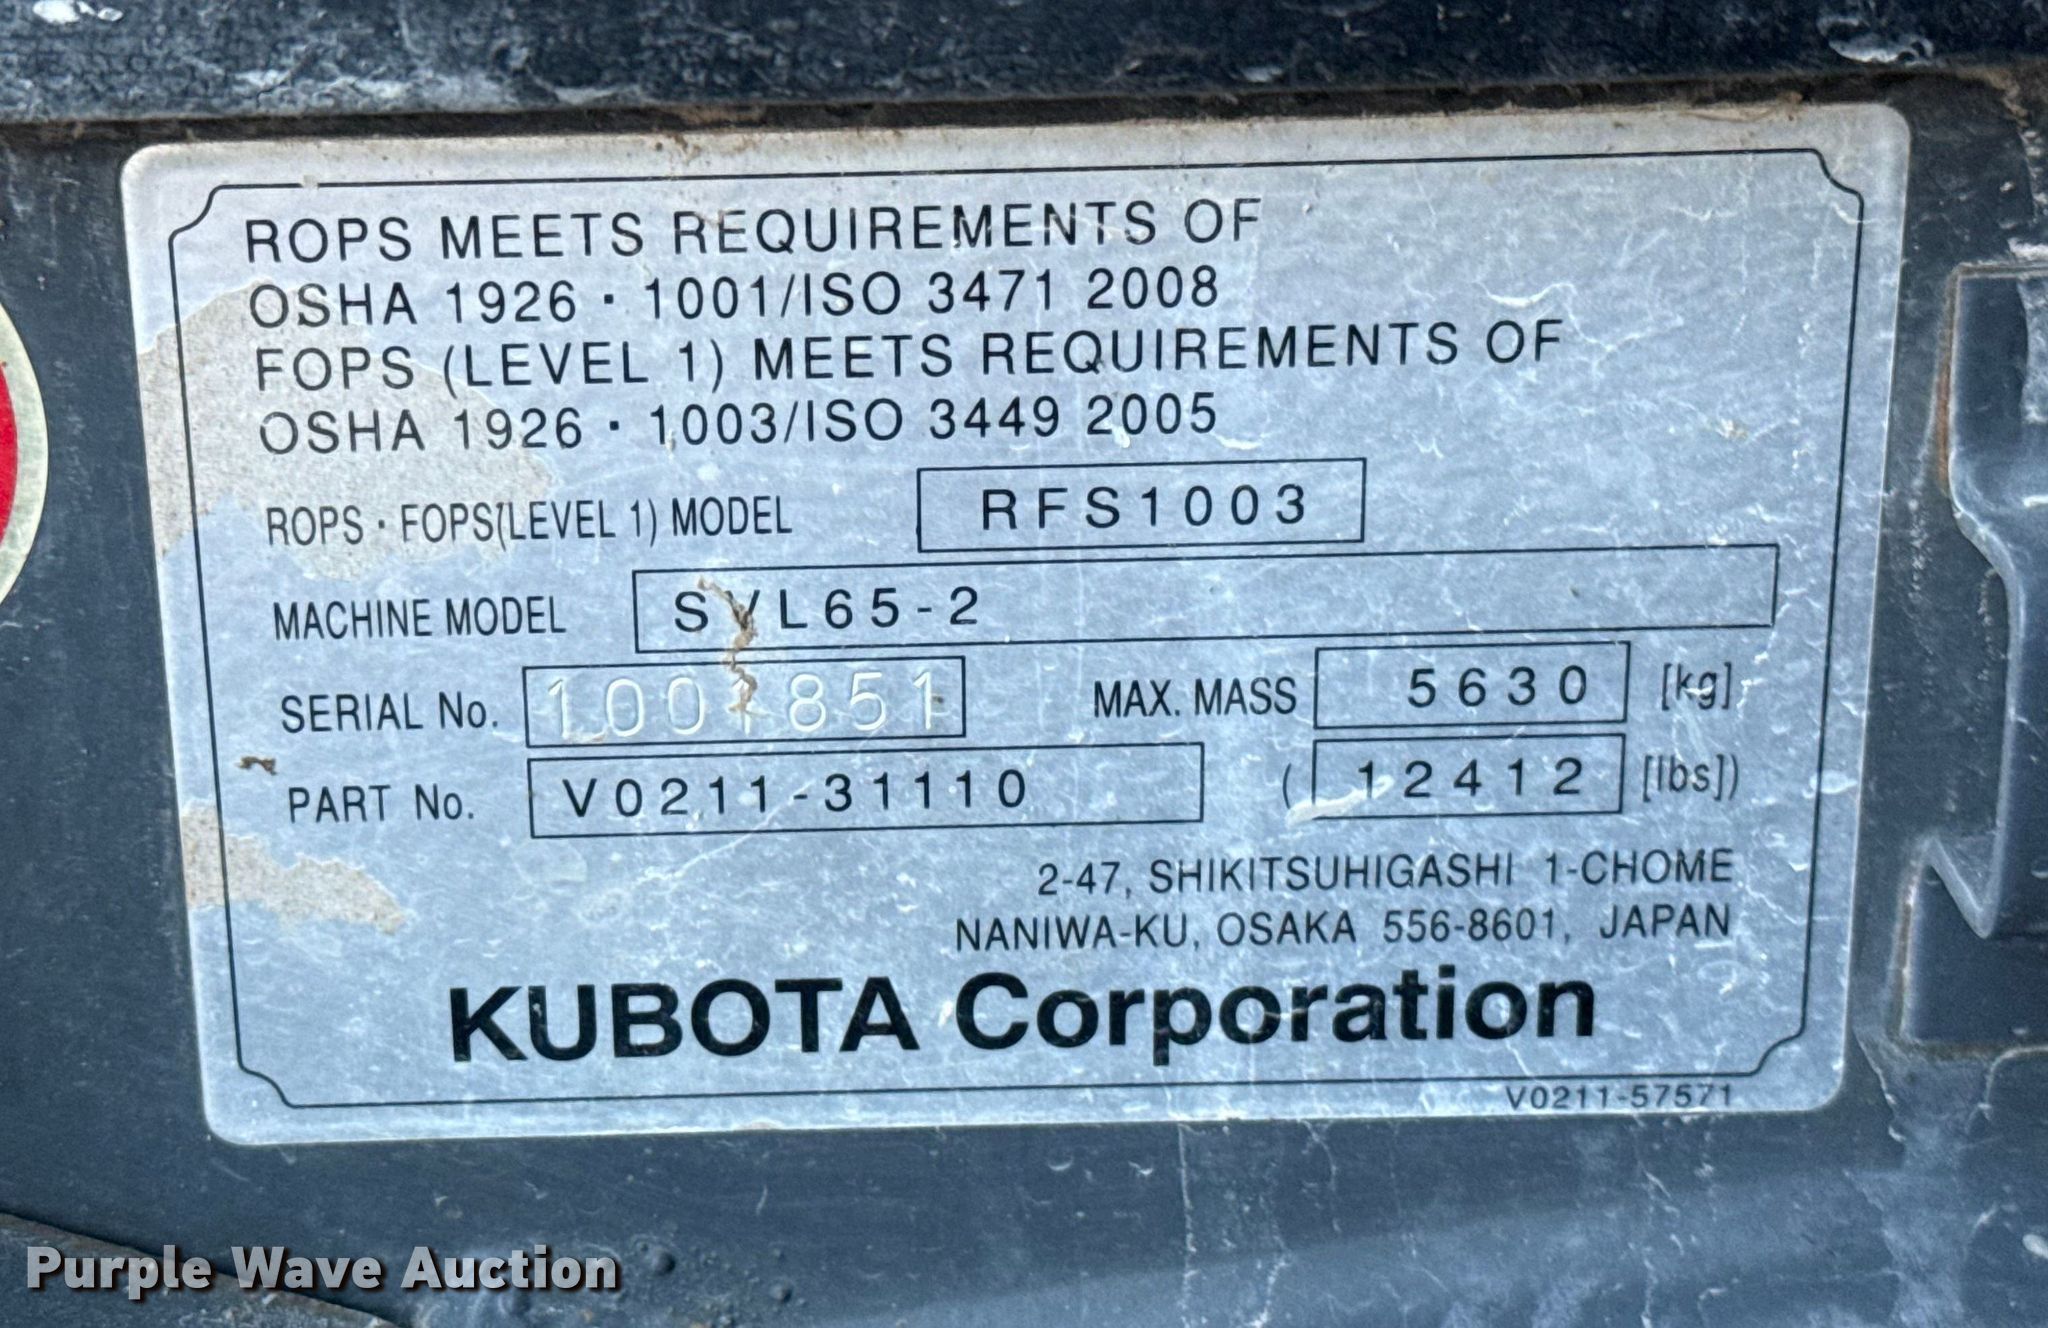 ROPS MEETS REQUIREMENTS OF
OSHA 1926・1001/ISO 3471 2008
FOPS (LEVEL 1) MEETS REQUIREMENTS OF
OSHA 1926・1003/ISO 3449 2005
ROPS・FOPS(LEVEL 1) MODEL RFS1003
MACHINE MODEL SVL65-2
SERIAL No. 1001851 MAX. MASS 5630 [kg]
PART No. V0211-31110 (12412 [lbs])
2-47, SHIKITSUHIGASHI 1-CHOME
NANIWA-KU, OSAKA 556-8601, JAPAN
KUBOTA Corporation
V0211-57571
Purple Wave Auction